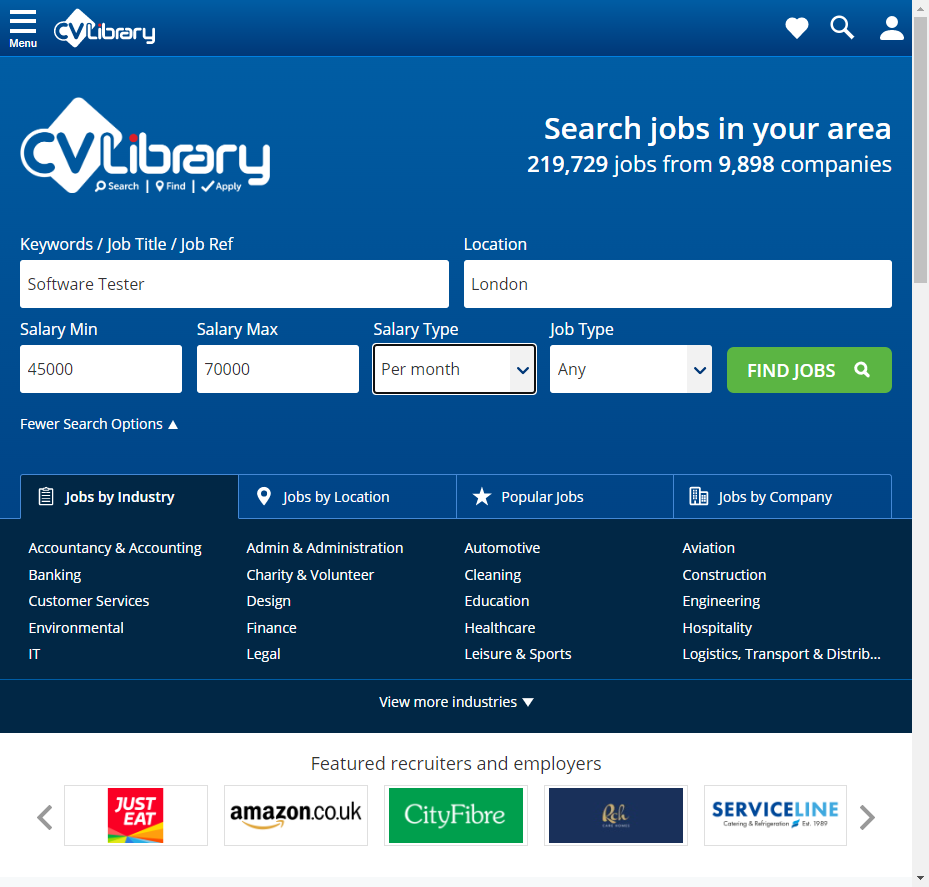 Menu
CVLibrary
CVLibrary
Search | Find | Apply
Search jobs in your area
219,729 jobs from 9,898 companies
Keywords / Job Title / Job Ref
Location
Software Tester
London
Salary Min
Salary Max
Salary Type
Job Type
45000
70000
Per month
Any
FIND JOBS
Fewer Search Options
Jobs by Industry
Jobs by Location
Popular Jobs
Jobs by Company
Accountancy & Accounting
Admin & Administration
Automotive
Aviation
Banking
Charity & Volunteer
Cleaning
Construction
Customer Services
Design
Education
Engineering
Environmental
Finance
Healthcare
Hospitality
IT
Legal
Leisure & Sports
Logistics, Transport & Distrib...
View more industries
Featured recruiters and employers
JUST
EAT
amazon.co.uk
CityFibre
Rch
CARE HOMES
SERVICELINE
Catering & Refrigeration Est. 1989